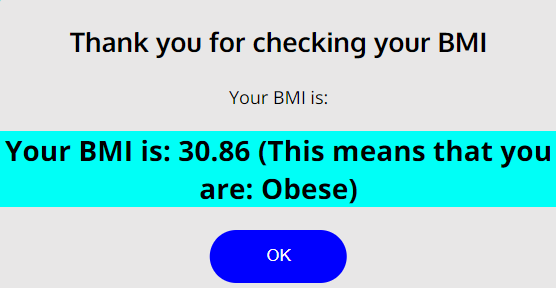 Thank you for checking your BMI
Your BMI is:
Your BMI is: 30.86 (This means that you
are: Obese)
OK